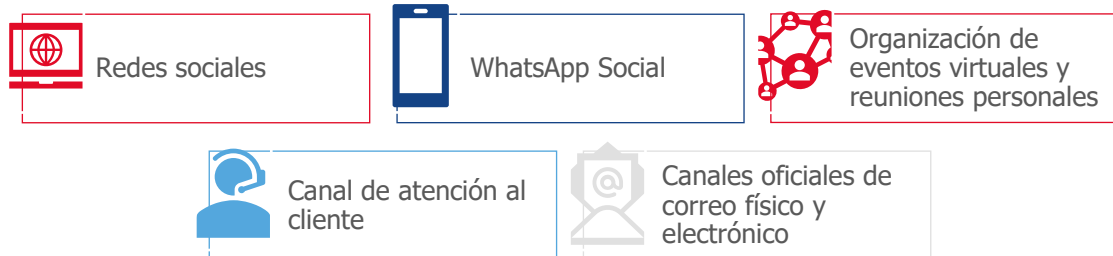 Redes sociales
WhatsApp Social
Organización de
eventos virtuales y
reuniones personales
Canal de atención al
cliente
Canales oficiales de
correo físico y
electrónico
@